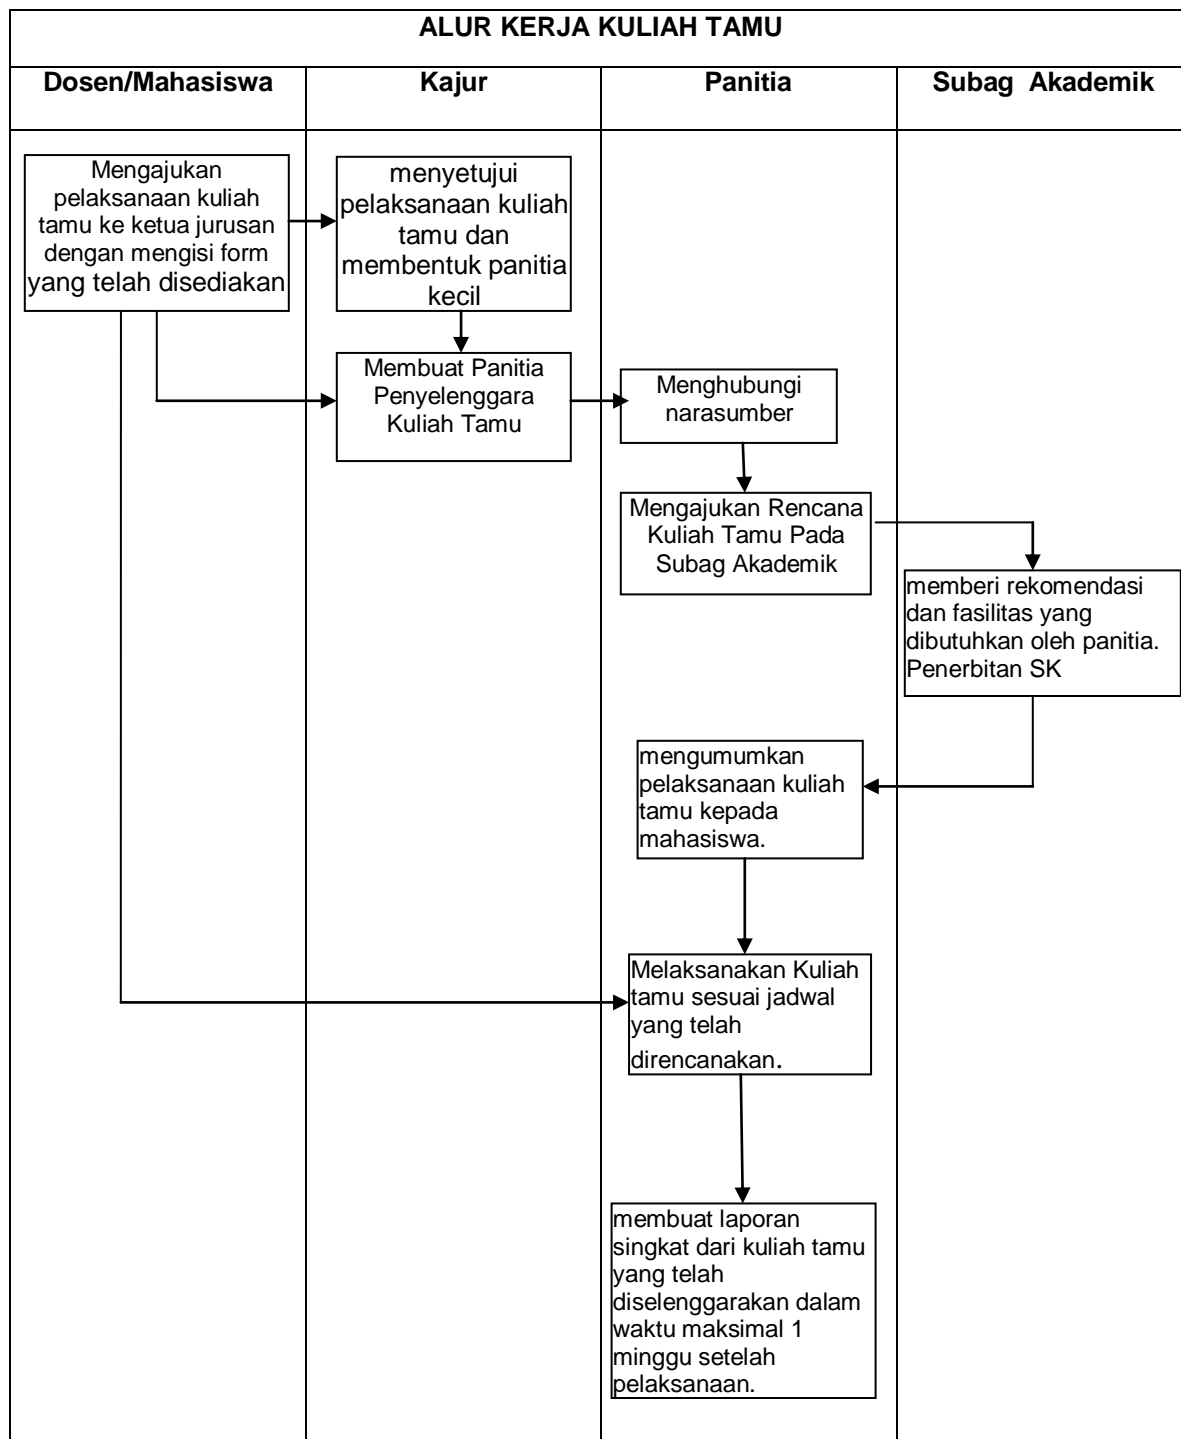 ALUR KERJA KULIAH TAMU
Dosen/Mahasiswa
Kajur
Panitia
Subag Akademik
Mengajukan
pelaksanaan kuliah
tamu ke ketua jurusan
dengan mengisi form
yang telah disediakan
menyetujui
pelaksanaan kuliah
tamu dan
membentuk panitia
kecil
Membuat Panitia
Penyelenggara
Kuliah Tamu
Menghubungi
narasumber
Mengajukan Rencana
Kuliah Tamu Pada
Subag Akademik
memberi rekomendasi
dan fasilitas yang
dibutuhkan oleh panitia.
Penerbitan SK
mengumumkan
pelaksanaan kuliah
tamu kepada
mahasiswa.
Melaksanakan Kuliah
tamu sesuai jadwal
yang telah
direncanakan.
membuat laporan
singkat dari kuliah tamu
yang telah
diselenggarakan dalam
waktu maksimal 1
minggu setelah
pelaksanaan.